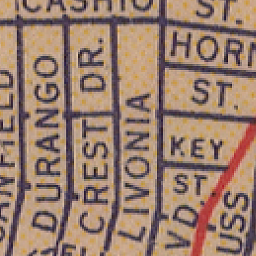 CASHIO
ST.
HORN
ST.
KEY
ST.
DURANGO
CREST DR.
LIVONIA
VD.
USS